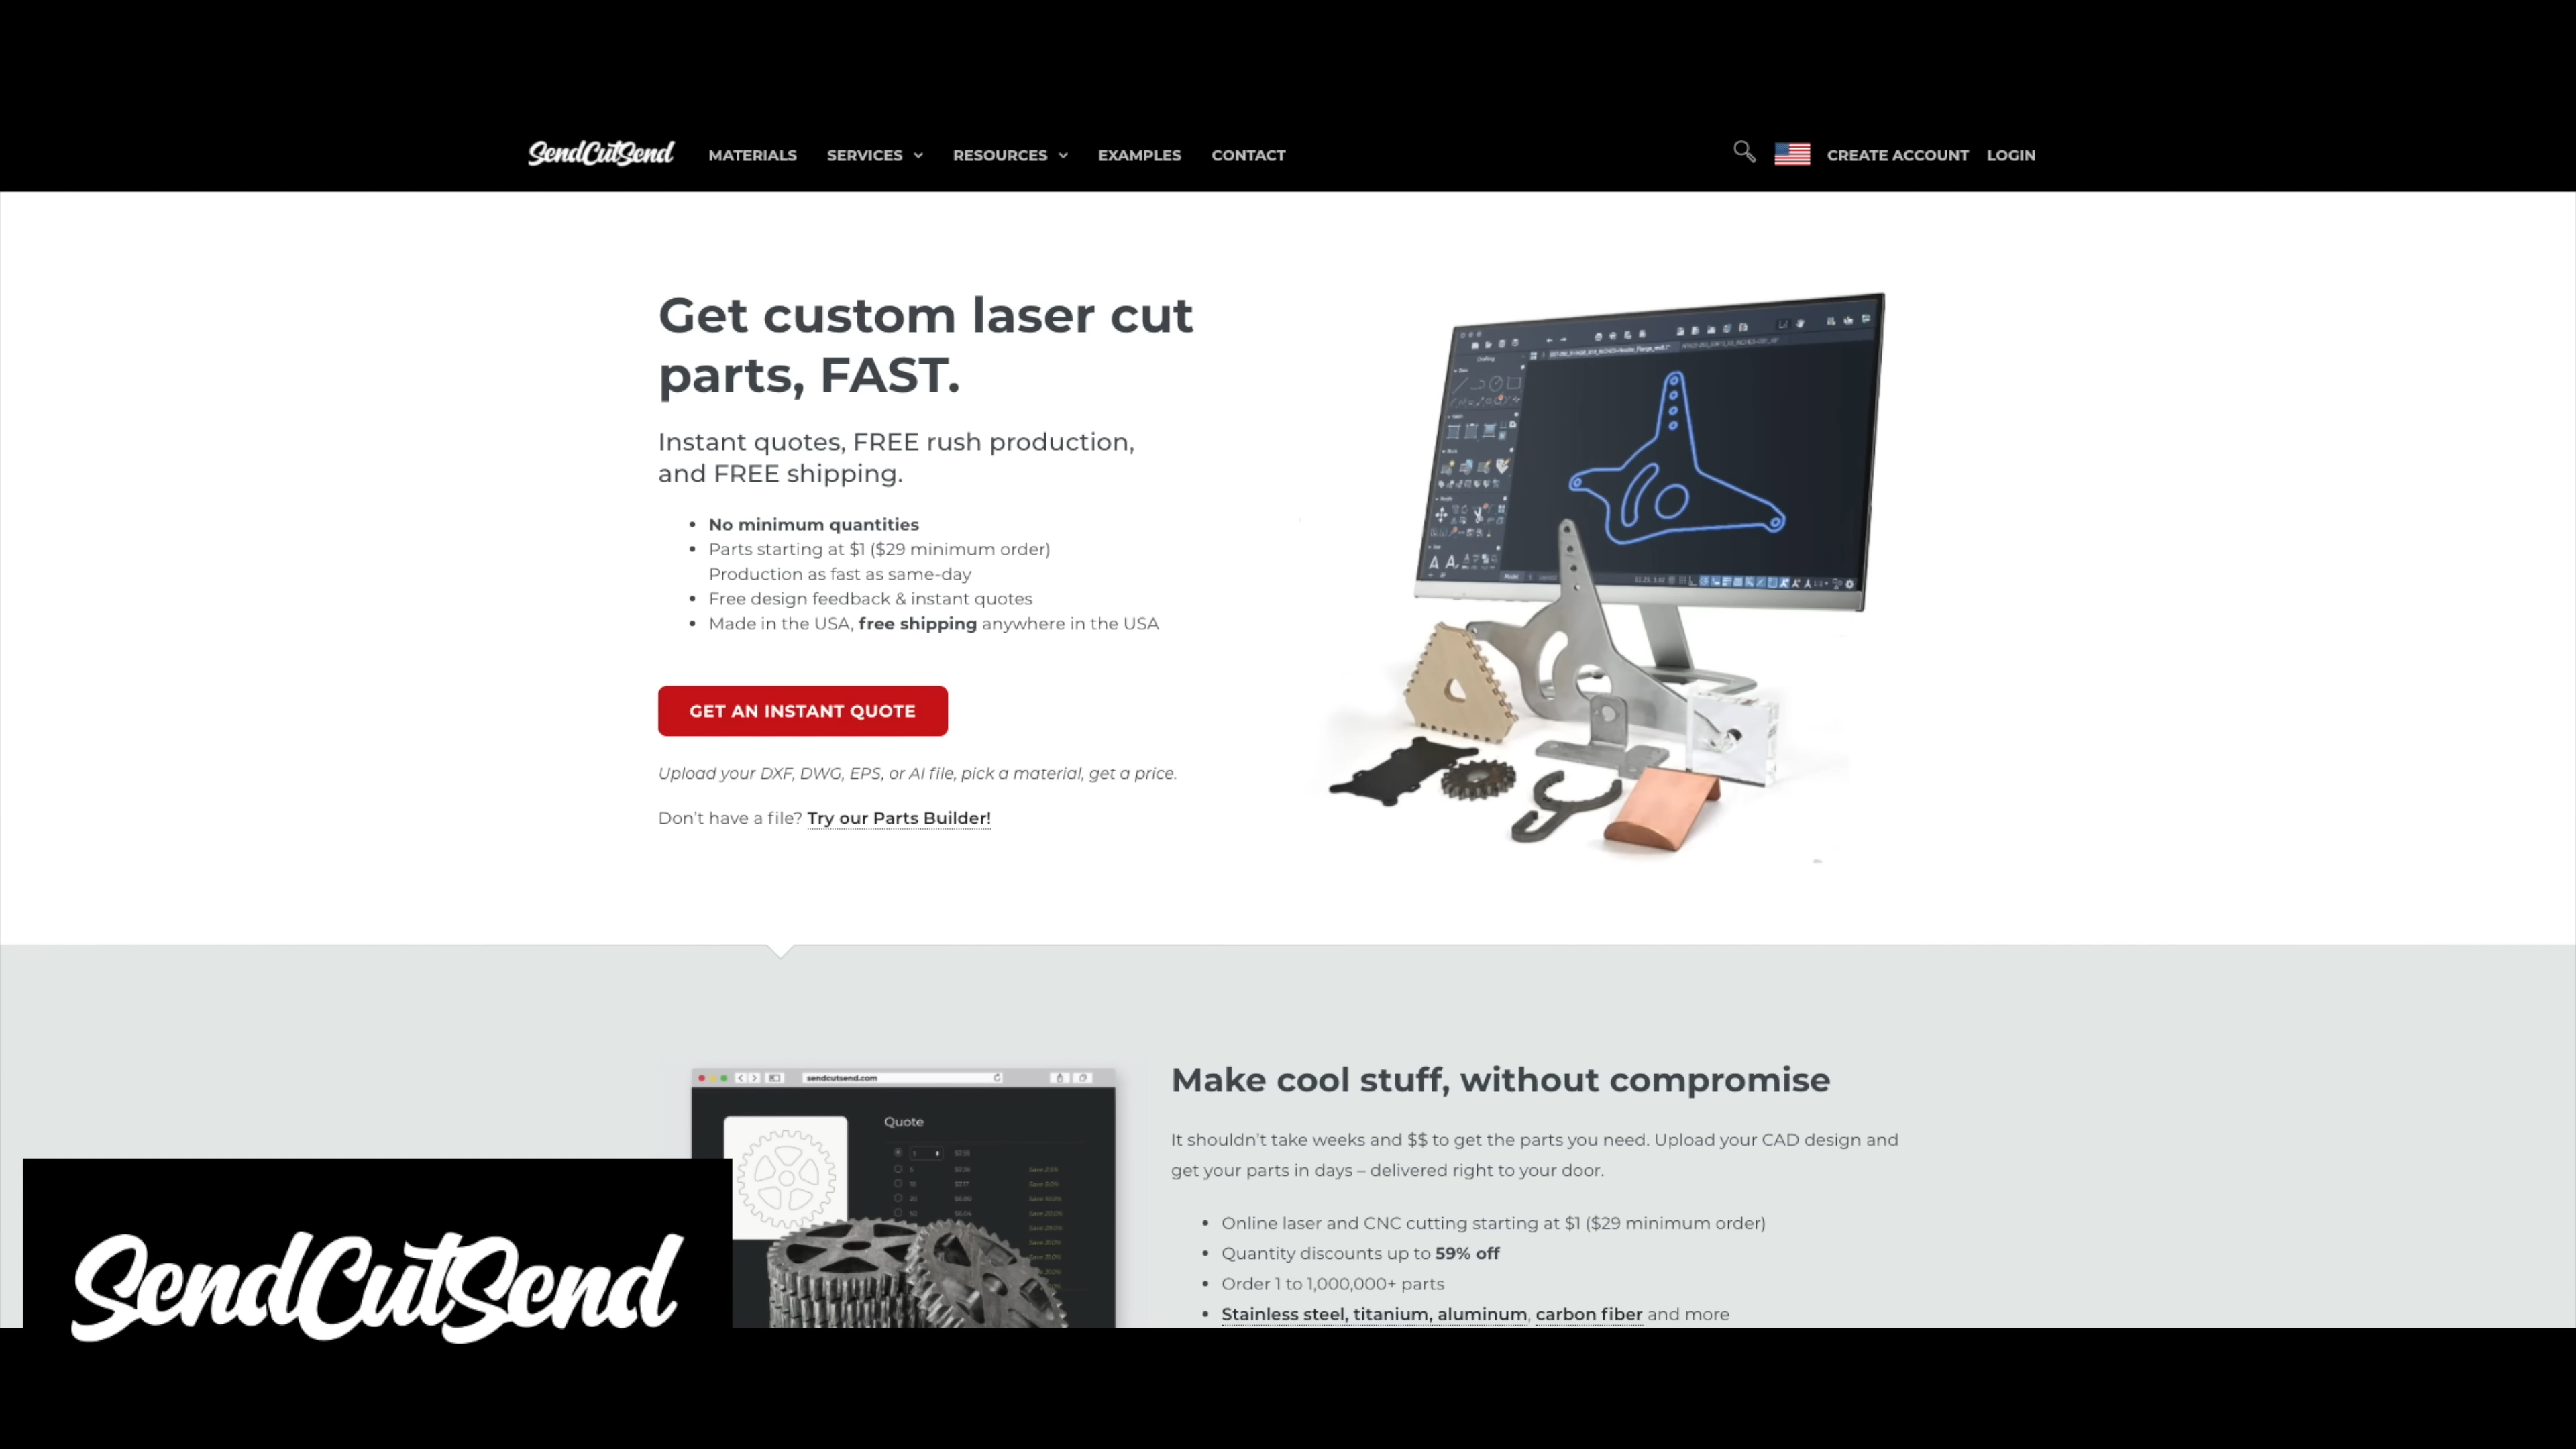 SendCutSend
MATERIALS
SERVICES
RESOURCES
EXAMPLES
CONTACT
CREATE ACCOUNT
LOGIN
Get custom laser cut
parts, FAST.
Instant quotes, FREE rush production,
and FREE shipping.
No minimum quantities
Parts starting at $1 ($29 minimum order)
Production as fast as same-day
Free design feedback & instant quotes
Made in the USA, free shipping anywhere in the USA
GET AN INSTANT QUOTE
Upload your DXF, DWG, EPS, or AI file, pick a material, get a price.
Don't have a file? Try our Parts Builder!
sendcutsend.com
Quote
Make cool stuff, without compromise
It shouldn't take weeks and $$ to get the parts you need. Upload your CAD design and
get your parts in days – delivered right to your door.
Online laser and CNC cutting starting at $1 ($29 minimum order)
Quantity discounts up to 59% off
Order 1 to 1,000,000+ parts
Stainless steel, titanium, aluminum, carbon fiber and more
SendCutSend